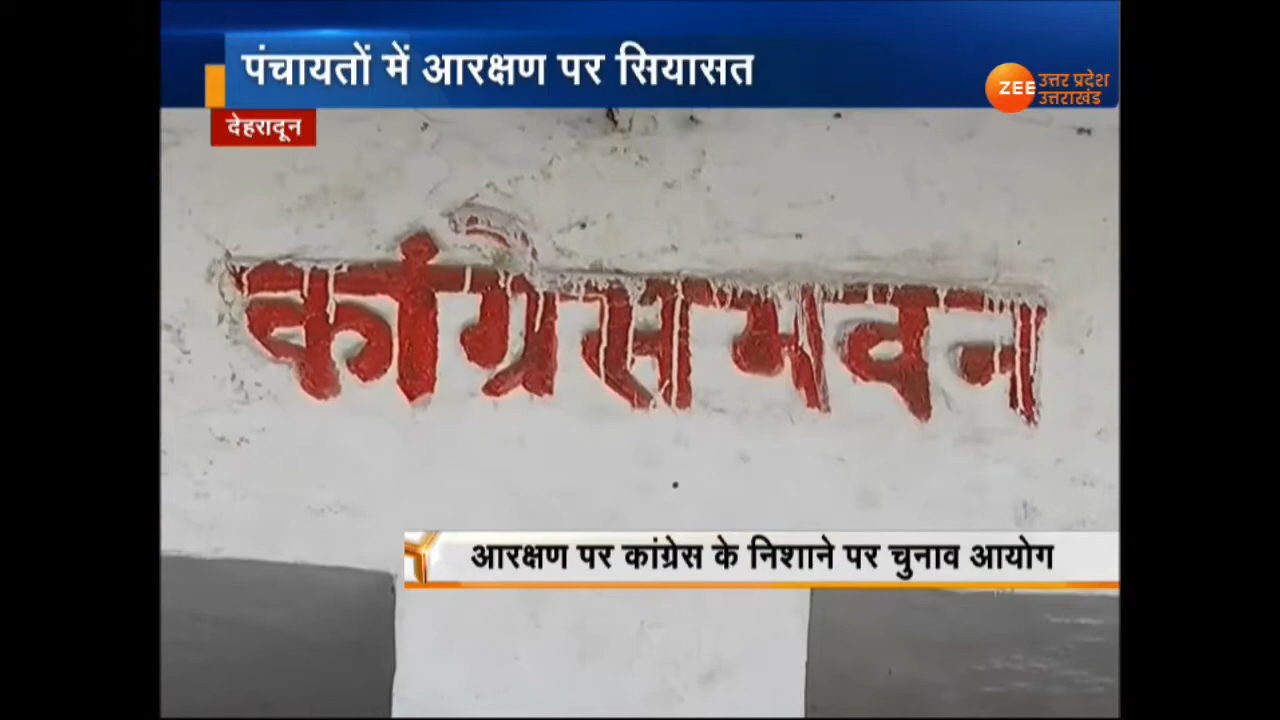 पंचायतों में आरक्षण पर सियासत
ZEE उत्तर प्रदेश
उत्तराखंड
देहरादून
कांग्रेस भवन
आरक्षण पर कांग्रेस के निशाने पर चुनाव आयोग